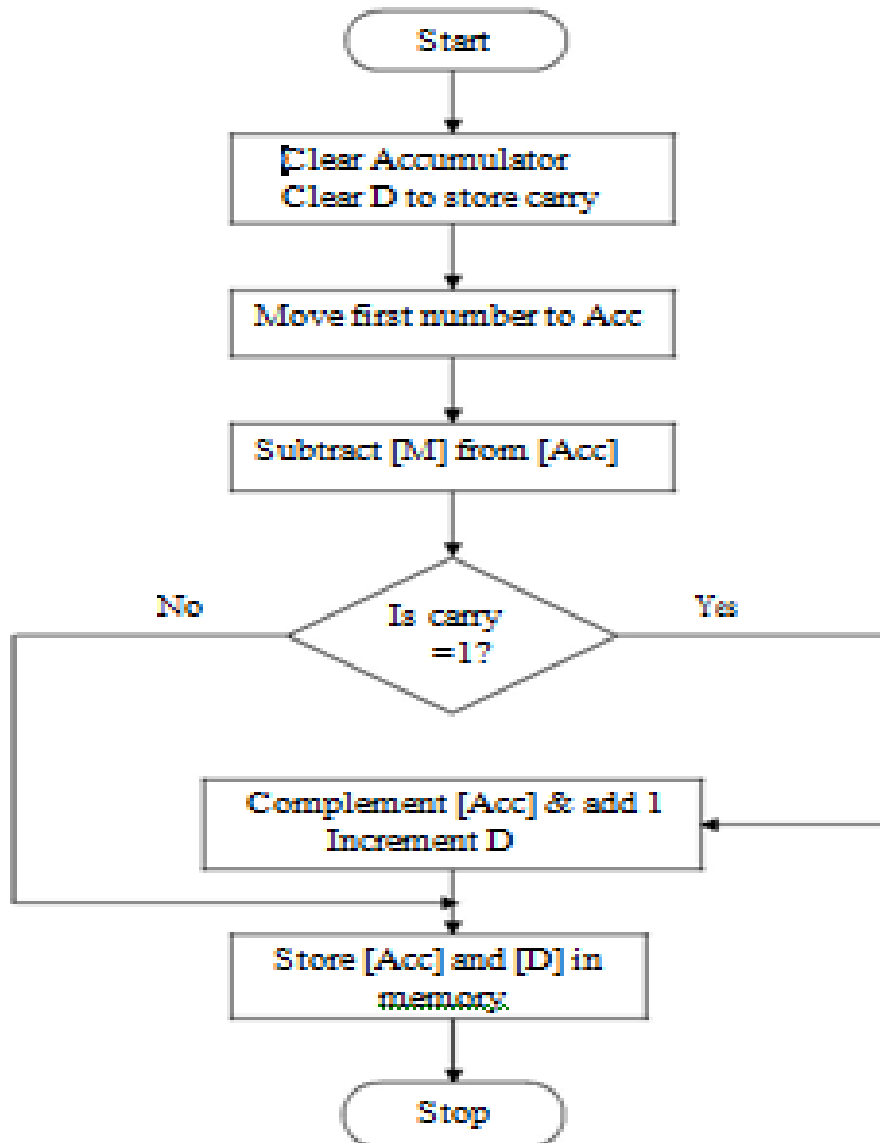 Start
Clear Accumulator
Clear D to store carry
Move first number to Acc
Subtract [M] from [Acc]
Is carry
=1?
No
Yes
Complement [Acc] & add 1
Increment D
Store [Acc] and [D] in
memory.
Stop